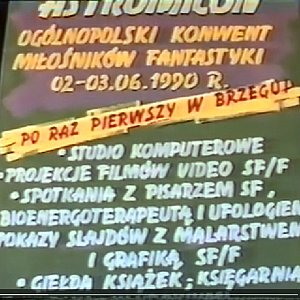 ASTROMICON
OGÓLNOPOLSKI KONWENT
MIŁOŚNIKÓW FANTASTYKI
02-03.06.1990 R.
PO RAZ PIERWSZY W BRZEGU!
• STUDIO KOMPUTEROWE
• PROJEKCJE FILMÓW VIDEO SF/F
• SPOTKANIA Z PISARZEM SF,
BIOENERGOTERAPEUTĄ I UFOLOGIEM
POKAZY SLAJDÓW Z MALARSTWEM
I GRAFIKĄ SF/F
• GIEŁDA KSIĄŻEK, KSIĘGARNIA